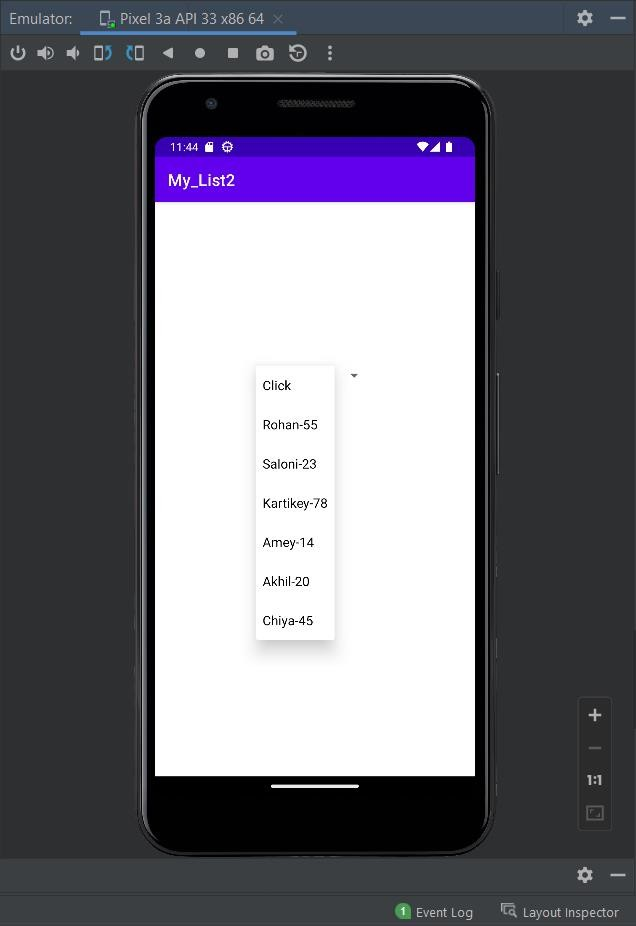 Emulator: Pixel 3a API 33 x86 64
11:44
My_List2
Click
Rohan-55
Saloni-23
Kartikey-78
Amey-14
Akhil-20
Chiya-45
1:1
1 Event Log Layout Inspector